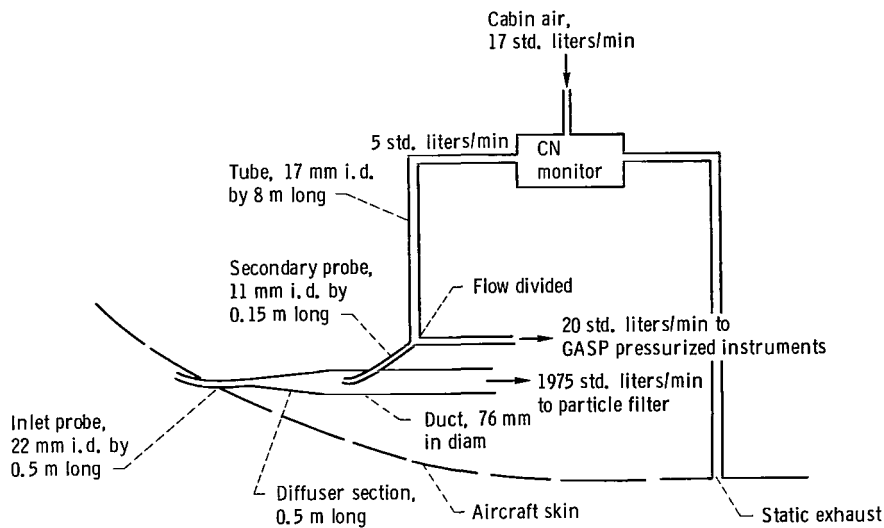 Cabin air,
17 std. liters/min
5 std. liters/min
CN
monitor
Tube, 17 mm i.d.
by 8 m long
Secondary probe,
11 mm i.d. by
0.15 m long
Flow divided
20 std. liters/min to
GASP pressurized instruments
1975 std. liters/min
to particle filter
Inlet probe,
22 mm i.d. by
0.5 m long
Duct, 76 mm
in diam
Diffuser section,
0.5 m long
Aircraft skin
Static exhaust